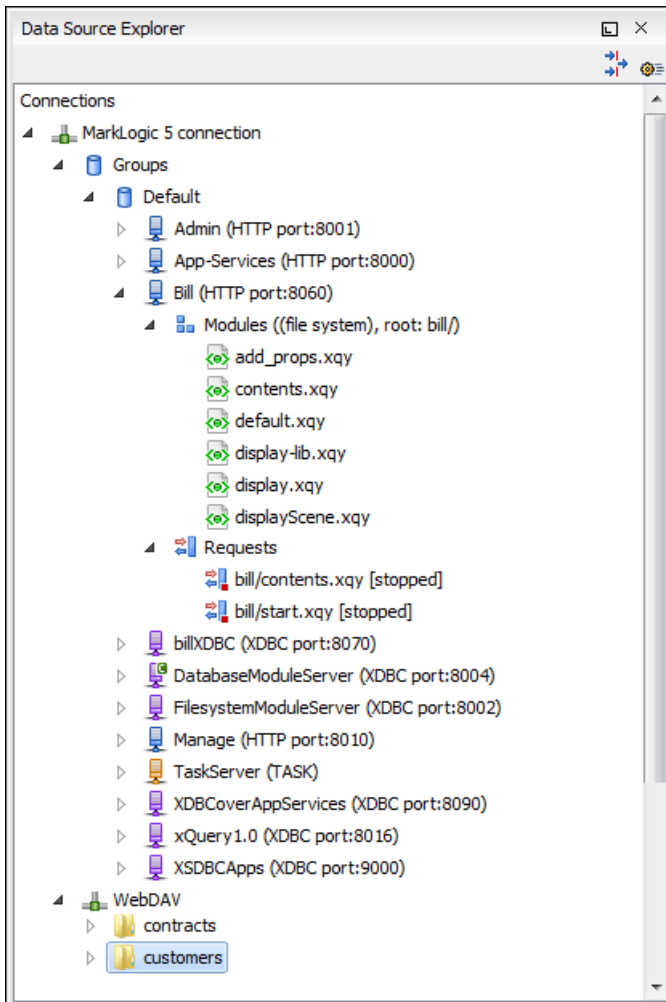 Data Source Explorer
Connections
MarkLogic 5 connection
Groups
Default
Admin (HTTP port:8001)
App-Services (HTTP port:8000)
Bill (HTTP port:8060)
Modules ((file system), root: bill/)
add_props.xqy
contents.xqy
default.xqy
display-lib.xqy
display.xqy
displayScene.xqy
Requests
bill/contents.xqy [stopped]
bill/start.xqy [stopped]
billXDBC (XDBC port:8070)
DatabaseModuleServer (XDBC port:8004)
FilesystemModuleServer (XDBC port:8002)
Manage (HTTP port:8010)
TaskServer (TASK)
XDBCoverAppServices (XDBC port:8090)
xQuery1.0 (XDBC port:8016)
XSDBCApps (XDBC port:9000)
WebDAV
contracts
customers